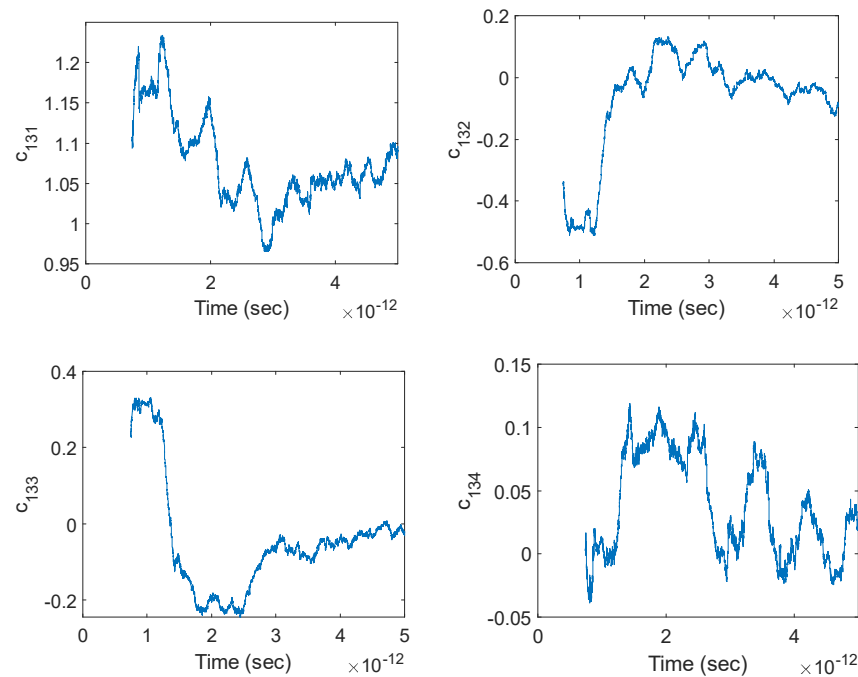 1.2
1.15
1.1
1.05
1
0.95
c131
0 2 4
Time (sec) ×10-12
0.2
0
-0.2
-0.4
-0.6
c132
0 1 2 3 4 5
Time (sec) ×10-12
0.4
0.2
0
-0.2
c133
0 1 2 3 4 5
Time (sec) ×10-12
0.15
0.1
0.05
0
-0.05
c134
0 2 4
Time (sec) ×10-12